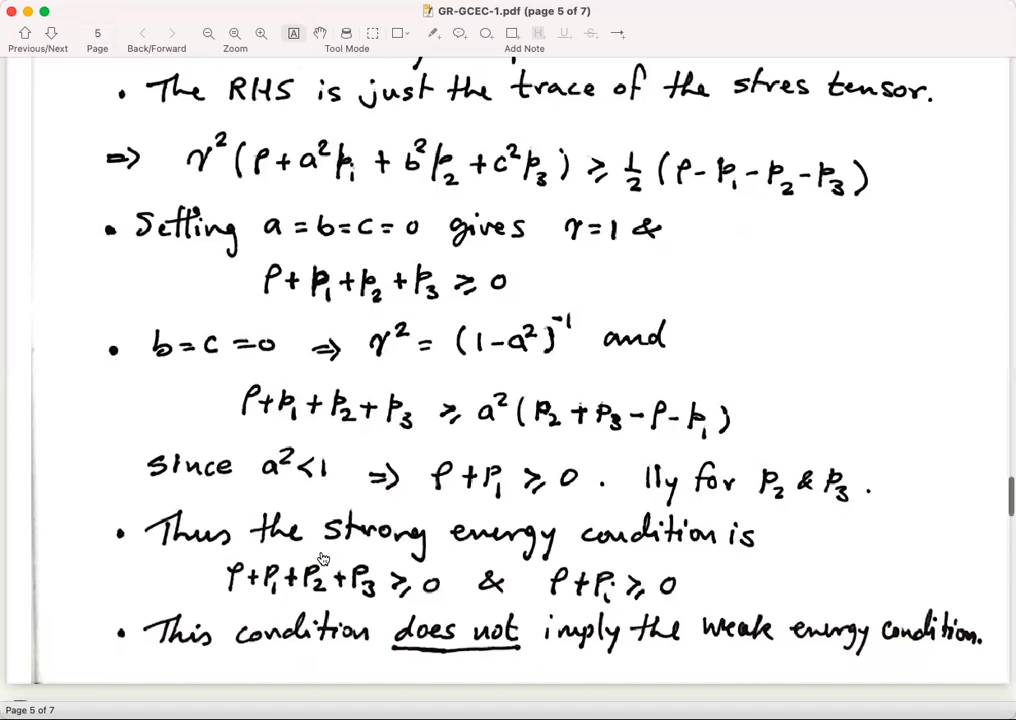 GR-GCEC-1.pdf (page 5 of 7)
5
Previous/Next Page Back/Forward Zoom Tool Mode Add Note
• The RHS is just the trace of the stres tensor.
⇒ γ²(ρ + a²p₁ + b²p₂ + c²p₃) ≥ ½ (ρ - p₁ - p₂ - p₃)
• Setting a = b = c = 0 gives γ = 1 &
ρ + p₁ + p₂ + p₃ ≥ 0
• b = c = 0 ⇒ γ² = (1 - a²)⁻¹ and
ρ + p₁ + p₂ + p₃ ≥ a² (p₂ + p₃ - ρ - p₁)
since a² < 1 ⇒ ρ + p₁ ≥ 0 . lly for p₂ & p₃ .
• Thus the strong energy condition is
ρ + p₁ + p₂ + p₃ ≥ 0 & ρ + pᵢ ≥ 0
• This condition does not imply the weak energy condition.
Page 5 of 7